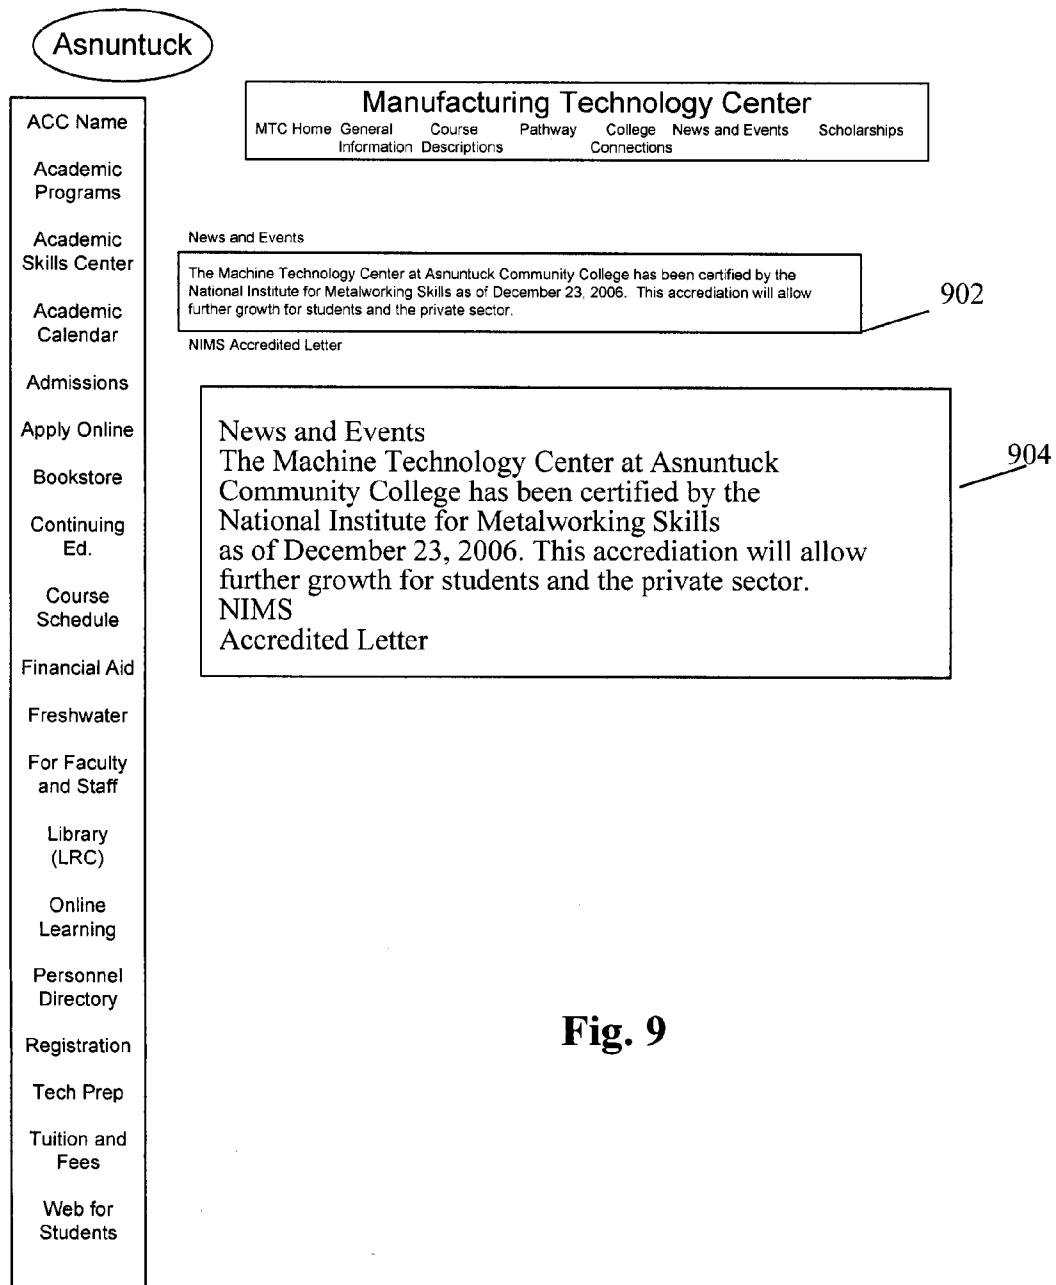 Asnuntuck
Manufacturing Technology Center
MTC Home General Course Pathway College News and Events Scholarships
Information Descriptions Connections
ACC Name
Academic
Programs
Academic
Skills Center
Academic
Calendar
Admissions
Apply Online
Bookstore
Continuing
Ed.
Course
Schedule
Financial Aid
Freshwater
For Faculty
and Staff
Library
(LRC)
Online
Learning
Personnel
Directory
Registration
Tech Prep
Tuition and
Fees
Web for
Students
News and Events
The Machine Technology Center at Asnuntuck Community College has been certified by the
National Institute for Metalworking Skills as of December 23, 2006. This accrediation will allow
further growth for students and the private sector.
902
NIMS Accredited Letter
News and Events
The Machine Technology Center at Asnuntuck
Community College has been certified by the
National Institute for Metalworking Skills
as of December 23, 2006. This accrediation will allow
further growth for students and the private sector.
NIMS
Accredited Letter
904
Fig. 9